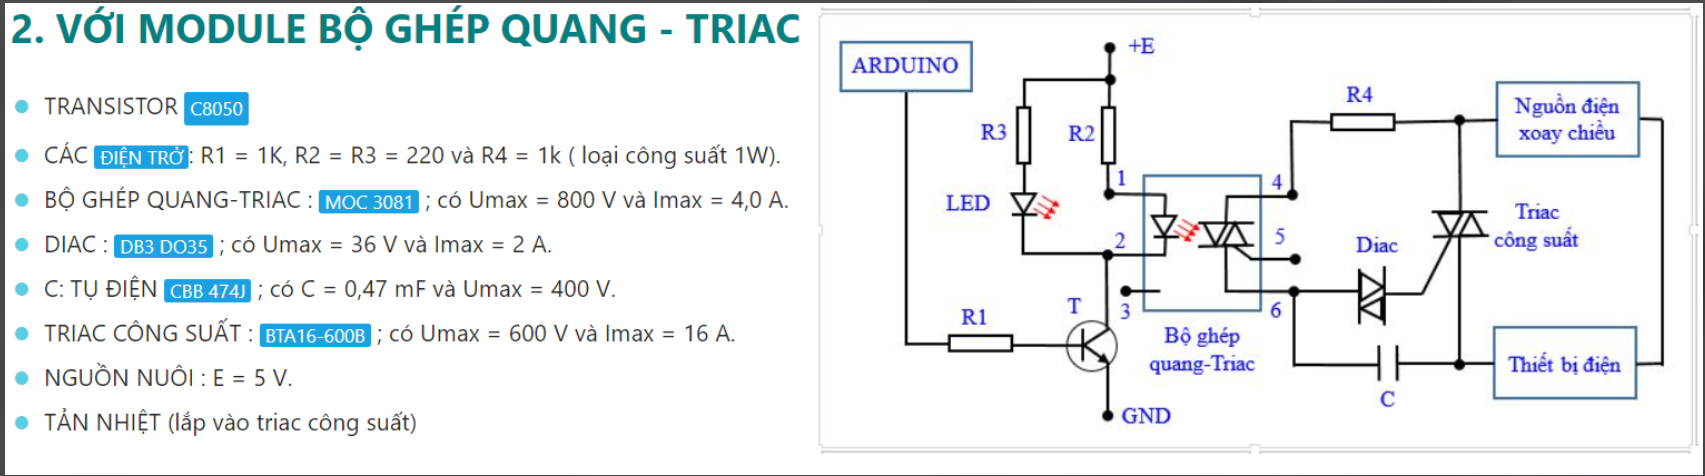 2. VỚI MODULE BỘ GHÉP QUANG - TRIAC
TRANSISTOR C8050
CÁC ĐIỆN TRỞ: R1 = 1K, R2 = R3 = 220 và R4 = 1k ( loại công suất 1W).
BỘ GHÉP QUANG-TRIAC : MOC 3081 ; có Umax = 800 V và Imax = 4,0 A.
DIAC : DB3 DO35 ; có Umax = 36 V và Imax = 2 A.
C: TỤ ĐIỆN CBB 474J ; có C = 0,47 mF và Umax = 400 V.
TRIAC CÔNG SUẤT : BTA16-600B ; có Umax = 600 V và Imax = 16 A.
NGUỒN NUÔI : E = 5 V.
TẢN NHIỆT (lắp vào triac công suất)
ARDUINO
+E
R3
R2
LED
1
2
3
R1
T
GND
Bộ ghép
quang-Triac
4
5
6
R4
Diac
C
Triac
công suất
Nguồn điện
xoay chiều
Thiết bị điện